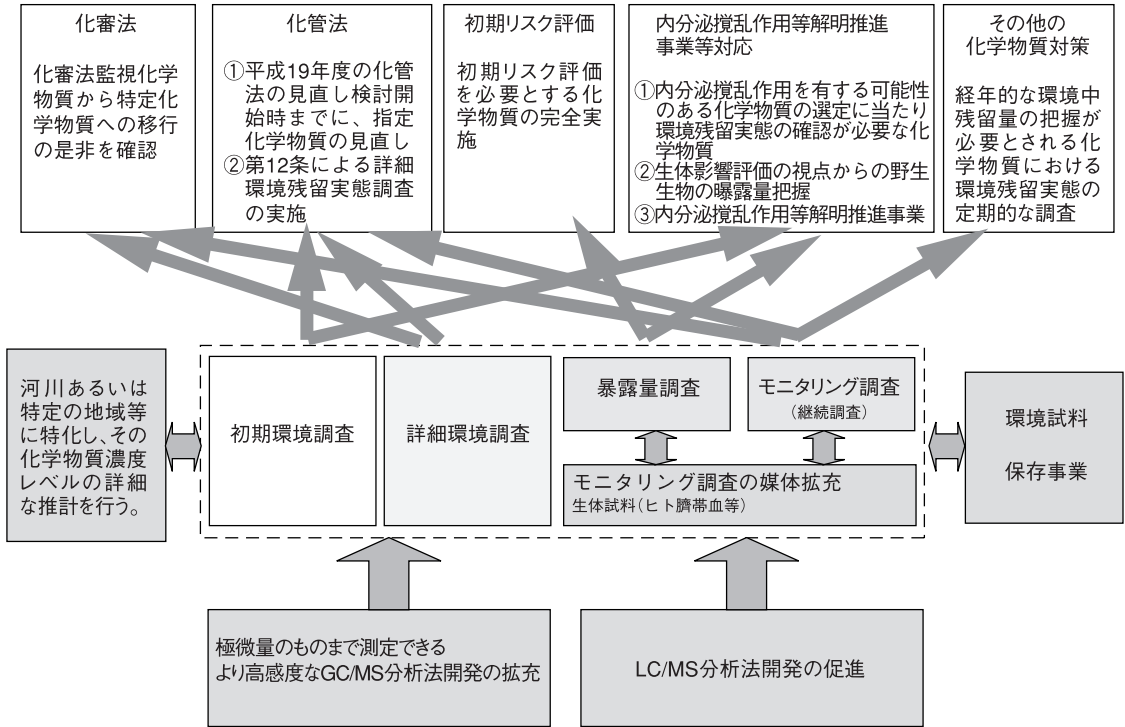 化審法
化審法監視化学
物質から特定化
学物質への移行
の是非を確認
化管法
①平成19年度の化管
法の見直し検討開
始時までに、指定
化学物質の見直し
②第12条による詳細
環境残留実態調査
の実施
初期リスク評価
初期リスク評価
を必要とする化
学物質の完全実
施
内分泌攪乱作用等解明推進
事業等対応
①内分泌攪乱作用を有する可能性
のある化学物質の選定に当たり
環境残留実態の確認が必要な化
学物質
②生体影響評価の視点からの野生
生物の曝露量把握
③内分泌攪乱作用等解明推進事業
その他の
化学物質対策
経年的な環境中
残留量の把握が
必要とされる化
学物質における
環境残留実態の
定期的な調査
河川あるいは
特定の地域等
に特化し、その
化学物質濃度
レベルの詳細
な推計を行う。
初期環境調査
詳細環境調査
暴露量調査
モニタリング調査
（継続調査）
モニタリング調査の媒体拡充
生体試料（ヒト臍帯血等）
環境試料
保存事業
極微量のものまで測定できる
より高感度なGC/MS分析法開発の拡充
LC/MS分析法開発の促進